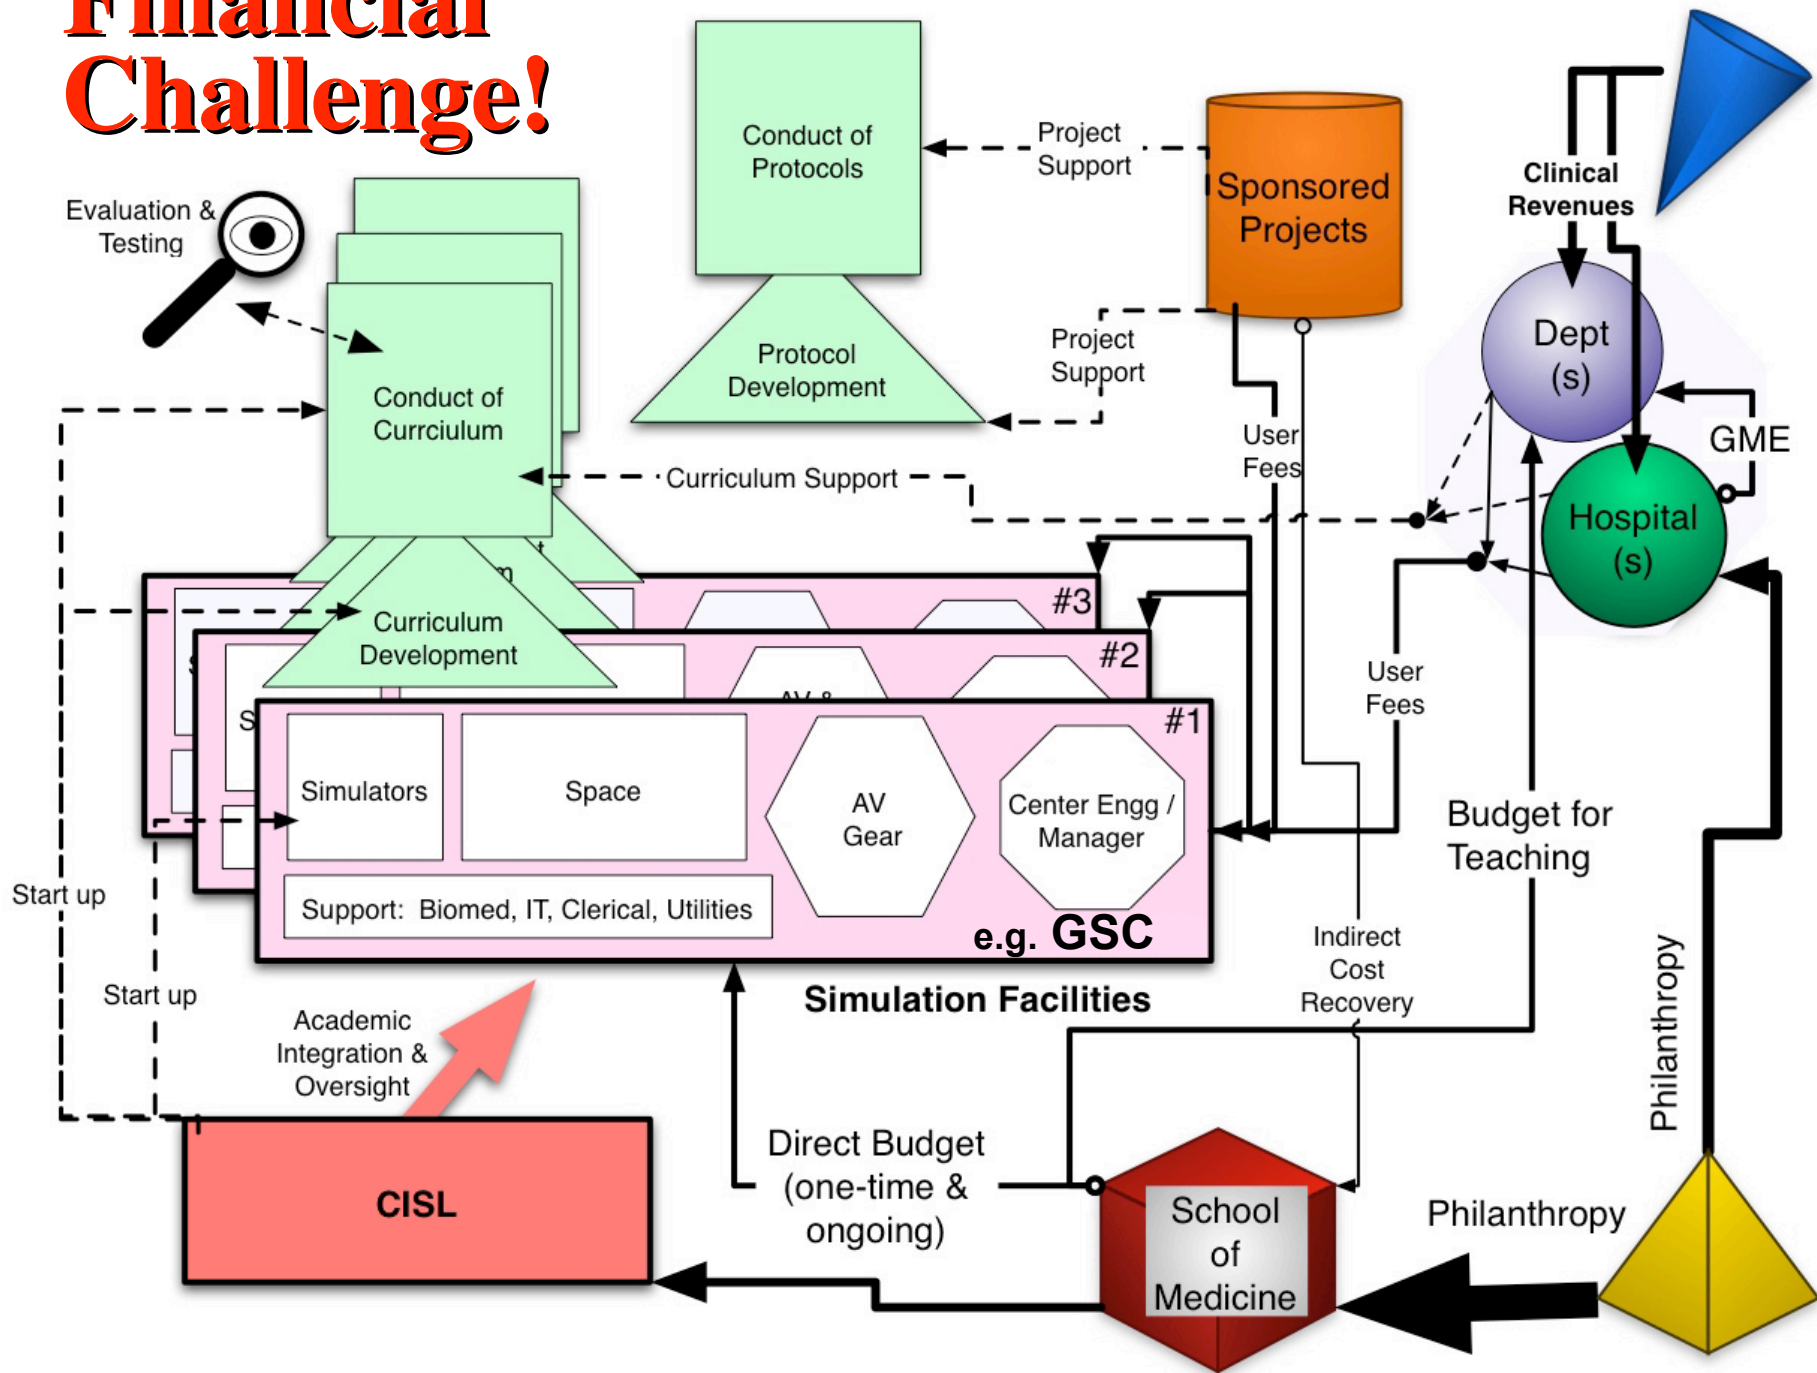 Financial
Challenge!
Evaluation &
Testing
Conduct of
Protocols
Project
Support
Sponsored
Projects
Clinical
Revenues
Protocol
Development
Project
Support
Dept
(s)
Conduct of
Currciulum
User
Fees
GME
Curriculum Support
Hospital
(s)
#3
Curriculum
Development
#2
User
Fees
AV &
#1
Simulators
Space
AV
Gear
Center Engg /
Manager
Budget for
Teaching
Start up
Support: Biomed, IT, Clerical, Utilities
e.g. GSC
Indirect
Cost
Recovery
Start up
Simulation Facilities
Academic
Integration &
Oversight
Philanthropy
Direct Budget
(one-time &
ongoing)
CISL
School
of
Medicine
Philanthropy